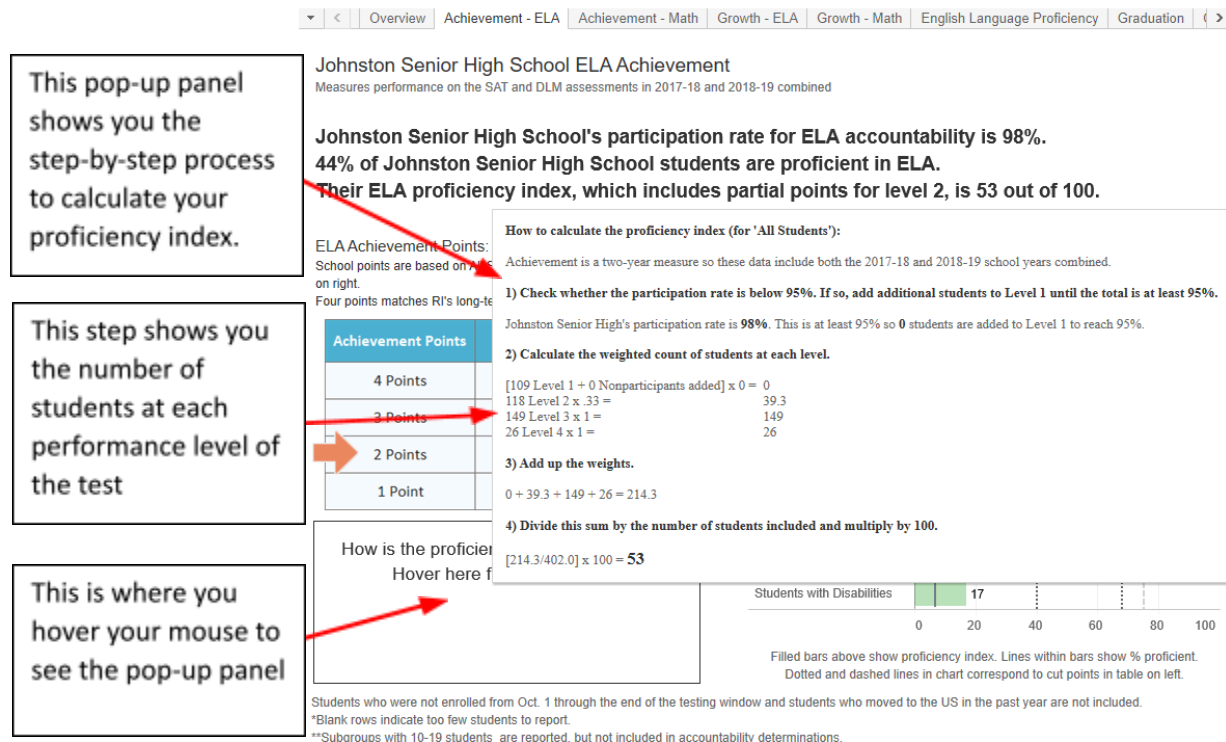 Overview
Achievement - ELA
Achievement - Math
Growth - ELA
Growth - Math
English Language Proficiency
Graduation
This pop-up panel
shows you the
step-by-step process
to calculate your
proficiency index.
This step shows you
the number of
students at each
performance level of
the test
This is where you
hover your mouse to
see the pop-up panel
Johnston Senior High School ELA Achievement
Measures performance on the SAT and DLM assessments in 2017-18 and 2018-19 combined
Johnston Senior High School's participation rate for ELA accountability is 98%.
44% of Johnston Senior High School students are proficient in ELA.
Their ELA proficiency index, which includes partial points for level 2, is 53 out of 100.
ELA Achievement Points:
School points are based on
on right.
Four points matches RI's long-te
Achievement Points
4 Points
3 Points
2 Points
1 Point
How is the proficien
Hover here f
How to calculate the proficiency index (for 'All Students'):
Achievement is a two-year measure so these data include both the 2017-18 and 2018-19 school years combined.
1) Check whether the participation rate is below 95%. If so, add additional students to Level 1 until the total is at least 95%.
Johnston Senior High's participation rate is 98%. This is at least 95% so 0 students are added to Level 1 to reach 95%.
2) Calculate the weighted count of students at each level.
[109 Level 1 + 0 Nonparticipants added] x 0 = 0
118 Level 2 x .33 = 39.3
149 Level 3 x 1 = 149
26 Level 4 x 1 = 26
3) Add up the weights.
0 + 39.3 + 149 + 26 = 214.3
4) Divide this sum by the number of students included and multiply by 100.
[214.3/402.0] x 100 = 53
Students with Disabilities 17
0 20 40 60 80 100
Filled bars above show proficiency index. Lines within bars show % proficient.
Dotted and dashed lines in chart correspond to cut points in table on left.
Students who were not enrolled from Oct. 1 through the end of the testing window and students who moved to the US in the past year are not included.
*Blank rows indicate too few students to report.
**Subgroups with 10-19 students are reported, but not included in accountability determinations.